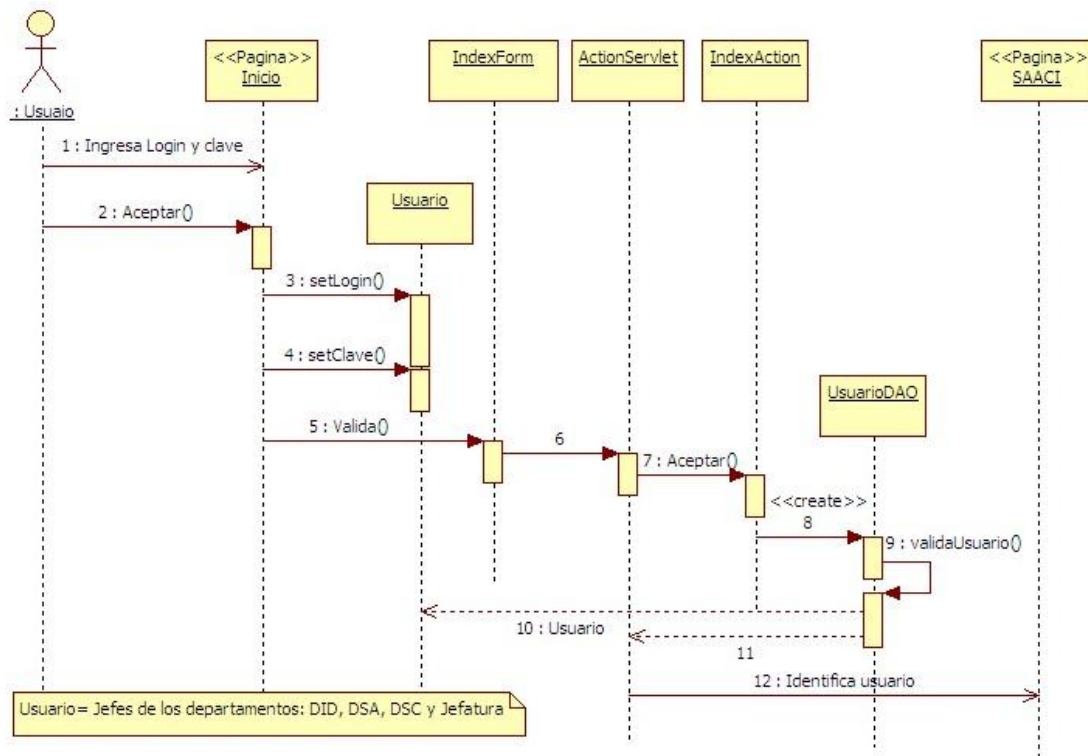 <<Pagina>>
Inicio
IndexForm
ActionServlet
IndexAction
<<Pagina>>
SAACI
: Usuaio
1 : Ingresa Login y clave
Usuario
2 : Aceptar()
3 : setLogin()
4 : setClave()
UsuarioDAO
5 : Valida()
6
7 : Aceptar()
<<create>>
8
9 : validaUsuario()
10 : Usuario
11
12 : Identifica usuario
Usuario= Jefes de los departamentos: DID, DSA, DSC y Jefatura